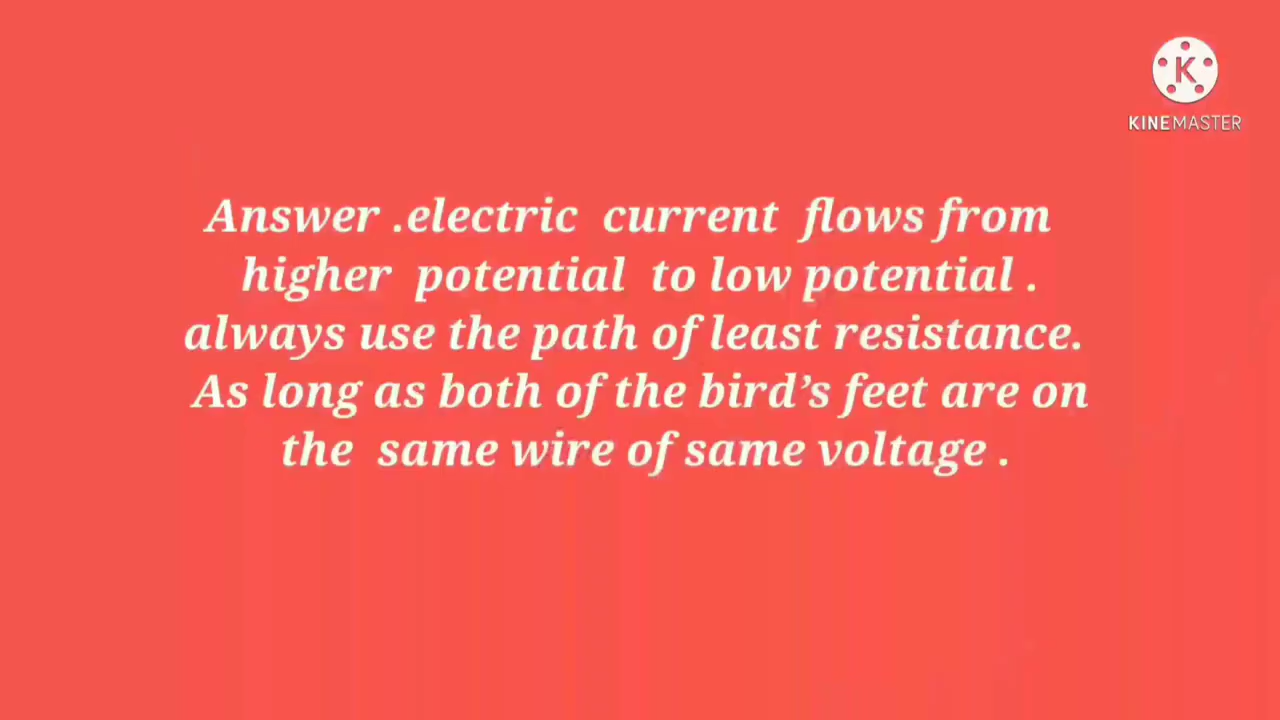 KINEMASTER
Answer .electric current flows from
higher potential to low potential .
always use the path of least resistance.
As long as both of the bird’s feet are on
the same wire of same voltage .